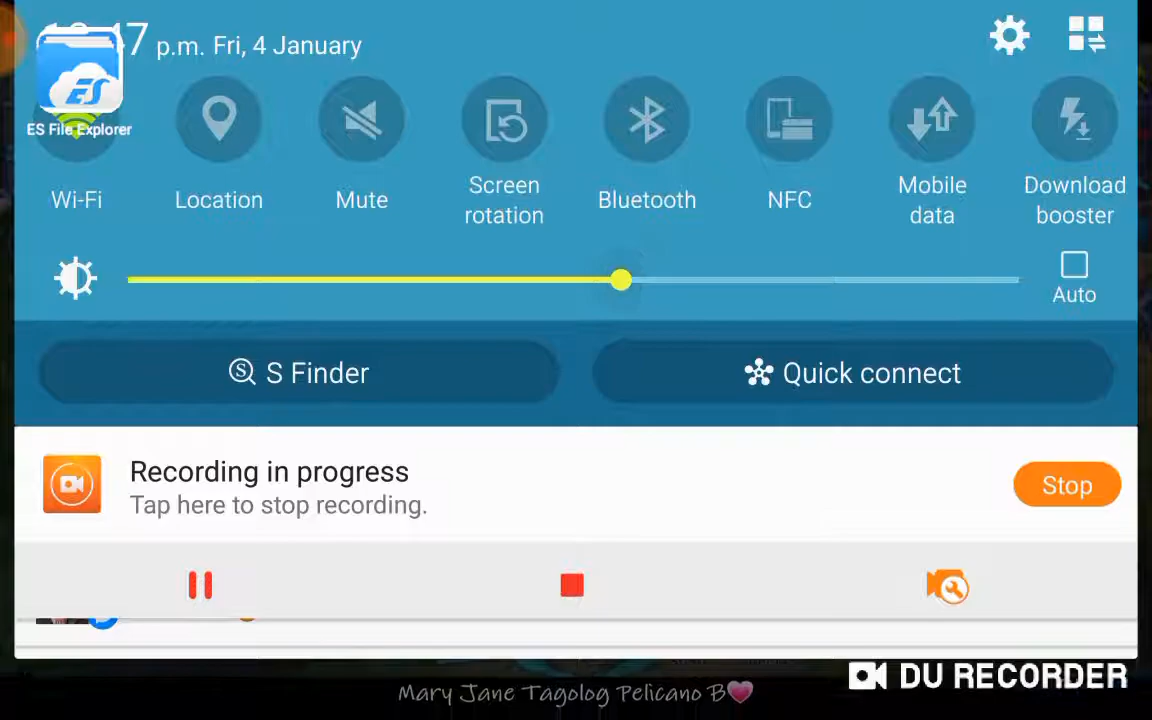 p.m. Fri, 4 January
ES File Explorer
Wi-Fi
Location
Mute
Screen
rotation
Bluetooth
NFC
Mobile
data
Download
booster
Auto
S Finder
Quick connect
Recording in progress
Tap here to stop recording.
Stop
DU RECORDER
Mary Jane Tagolog Pelicano B💗